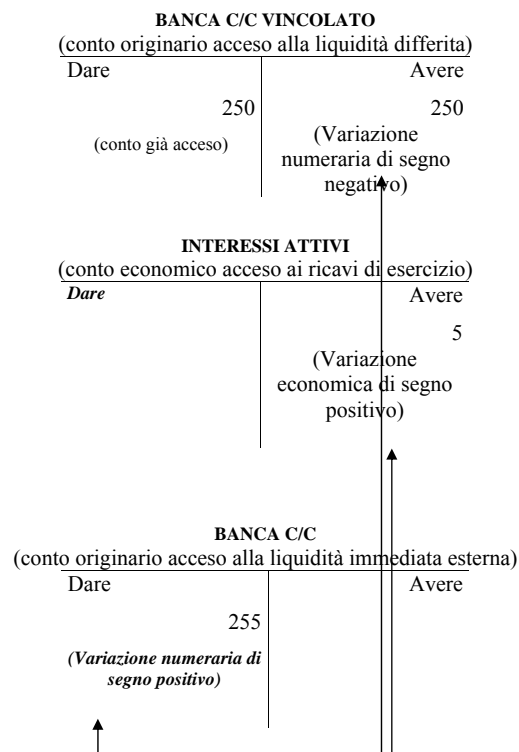 BANCA C/C VINCOLATO
(conto originario acceso alla liquidità differita)
Dare Avere
250 250
(conto già acceso)
(Variazione
numeraria di segno
negativo)
INTERESSI ATTIVI
(conto economico acceso ai ricavi di esercizio)
Dare Avere
5
(Variazione
economica di segno
positivo)
BANCA C/C
(conto originario acceso alla liquidità immediata esterna)
Dare Avere
255
(Variazione numeraria di
segno positivo)